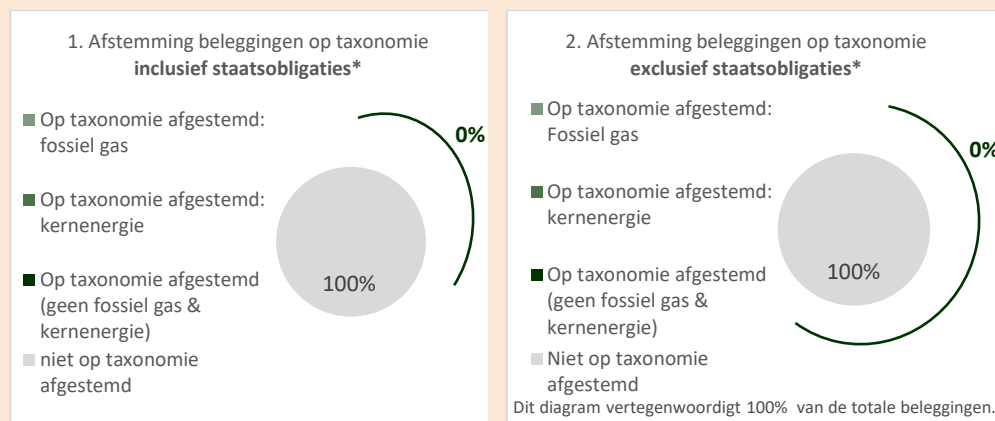 1. Afstemming beleggingen op taxonomie
inclusief staatsobligaties*
Op taxonomie afgestemd:
fossiel gas
Op taxonomie afgestemd:
kernenergie
Op taxonomie afgestemd
(geen fossiel gas &
kernenergie)
niet op taxonomie
afgestemd
0%
100%
2. Afstemming beleggingen op taxonomie
exclusief staatsobligaties*
Op taxonomie afgestemd:
Fossiel gas
Op taxonomie afgestemd:
kernenergie
Op taxonomie afgestemd
(geen fossiel gas &
kernenergie)
Niet op taxonomie
afgestemd
0%
100%
Dit diagram vertegenwoordigt 100% van de totale beleggingen.